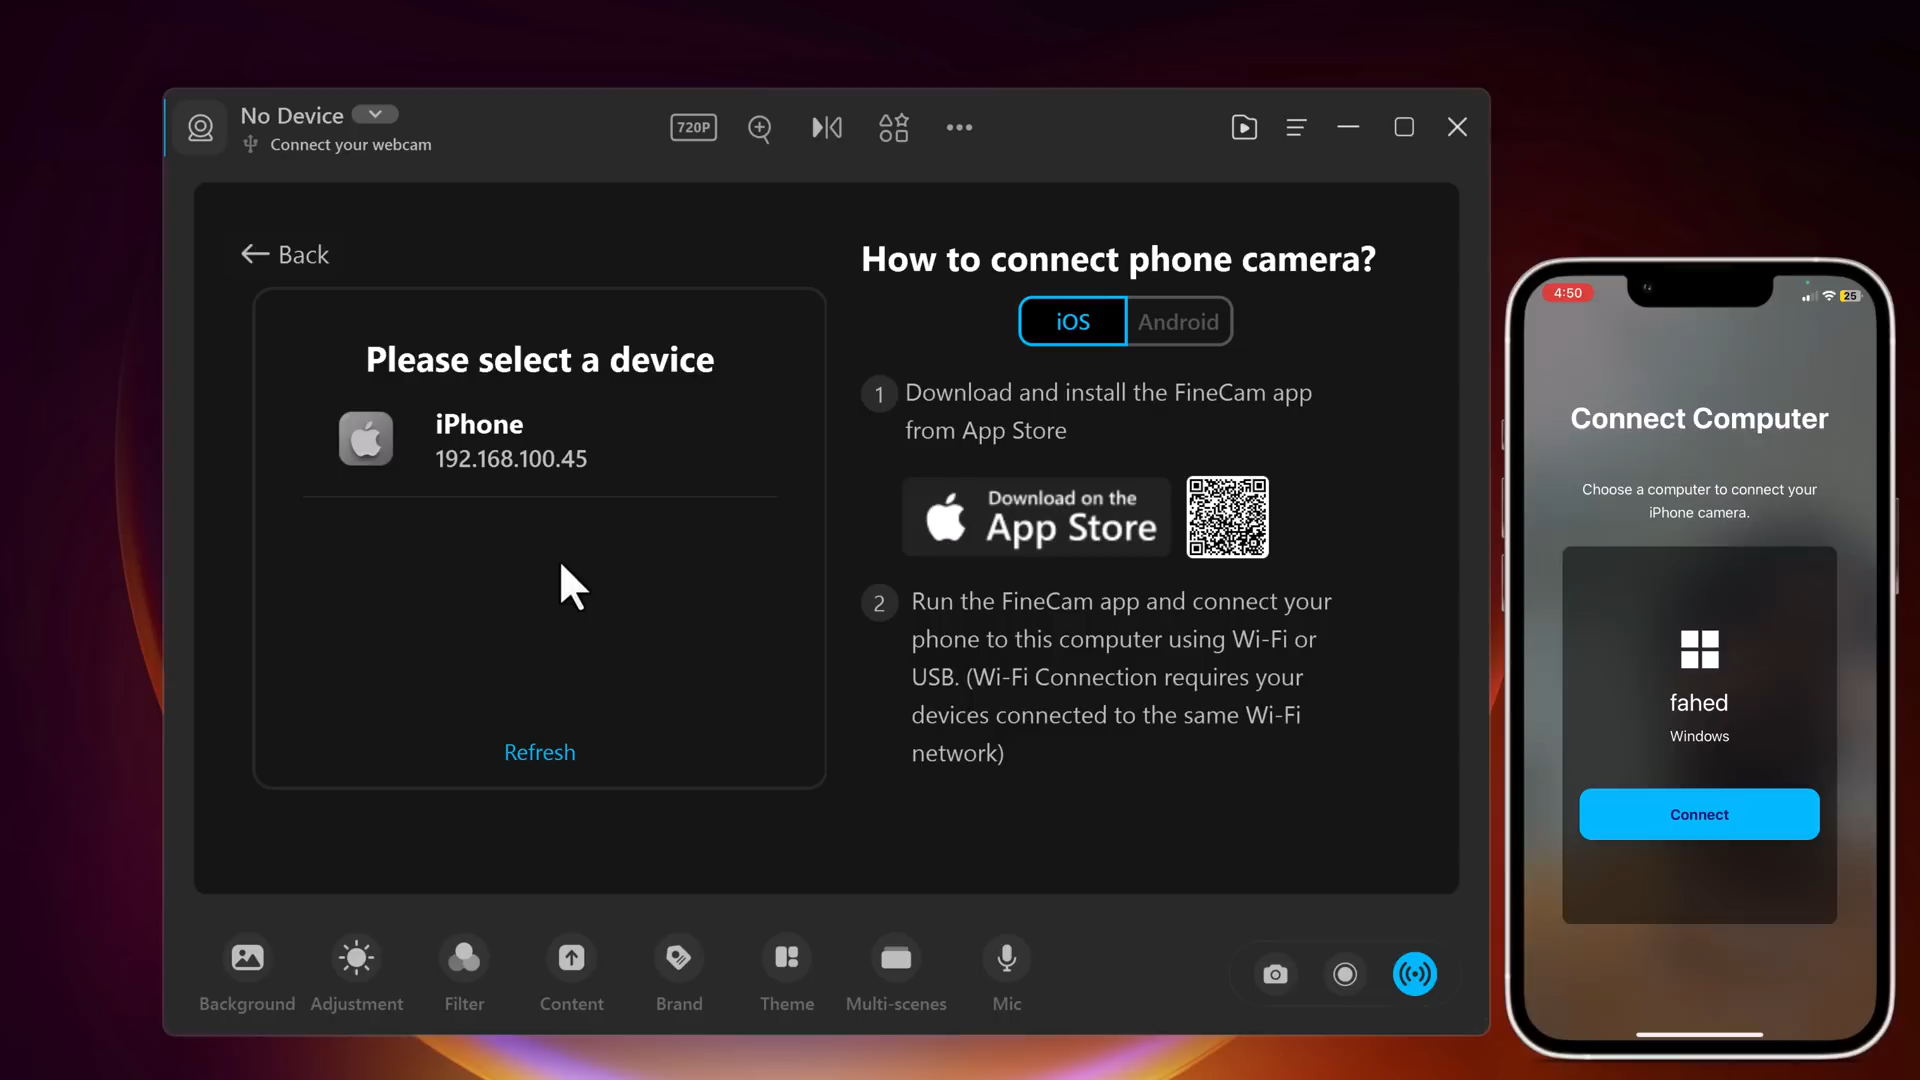 No Device
Connect your webcam
720P
Back
Please select a device
iPhone
192.168.100.45
Refresh
How to connect phone camera?
iOS
Android
1 Download and install the FineCam app
from App Store
Download on the
App Store
2 Run the FineCam app and connect your
phone to this computer using Wi-Fi or
USB. (Wi-Fi Connection requires your
devices connected to the same Wi-Fi
network)
Background
Adjustment
Filter
Content
Brand
Theme
Multi-scenes
Mic
4:50
25
Connect Computer
Choose a computer to connect your
iPhone camera.
fahed
Windows
Connect